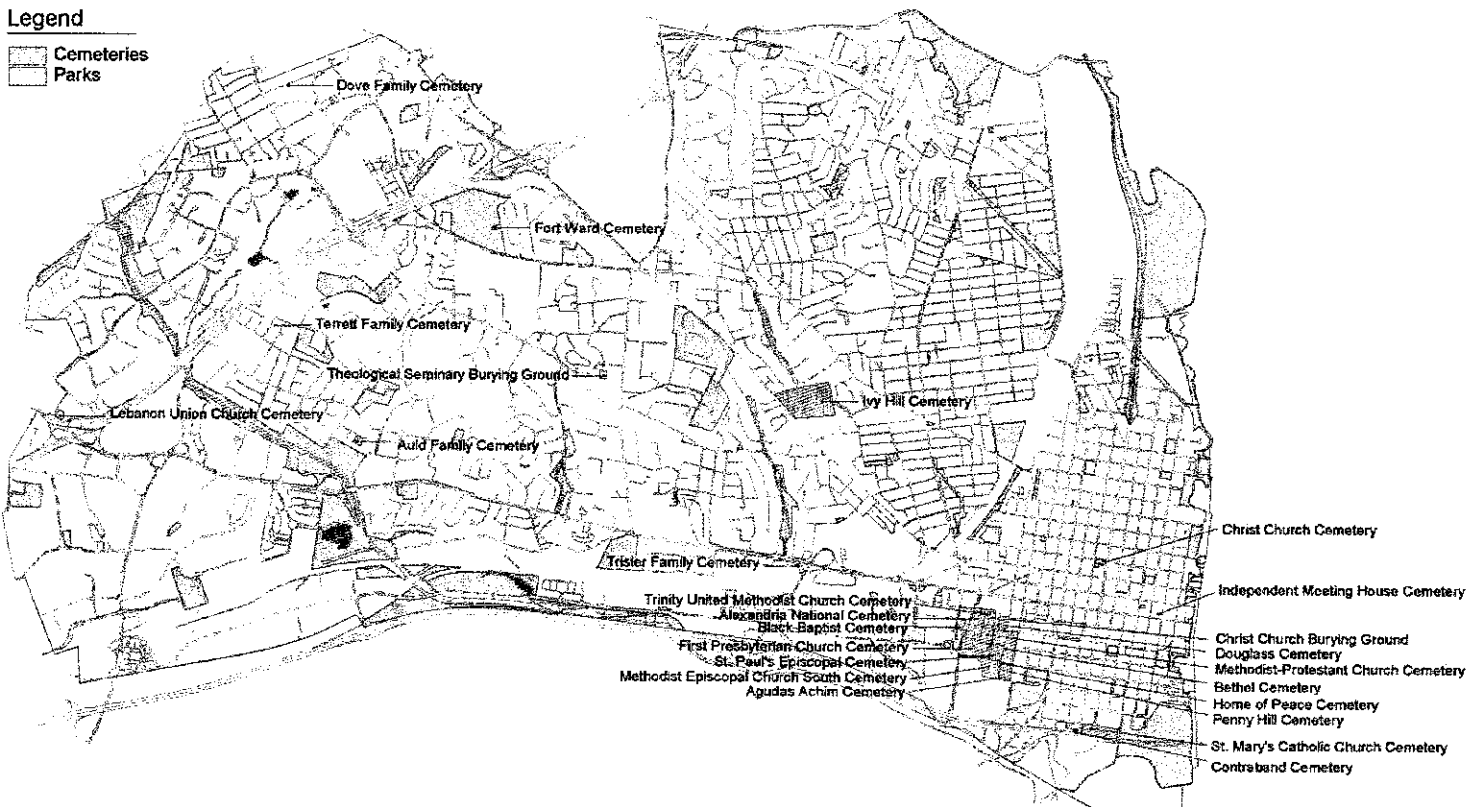 Legend
Cemeteries
Parks
Dove Family Cemetery
Fort Ward Cemetery
Terrett Family Cemetery
Theological Seminary Burying Ground
Ivy Hill Cemetery
Lebanon Union Church Cemetery
Auld Family Cemetery
Christ Church Cemetery
Trisler Family Cemetery
Independent Meeting House Cemetery
Trinity United Methodist Church Cemetery
Alexandria National Cemetery
Black Baptist Cemetery
First Presbyterian Church Cemetery
St. Paul's Episcopal Cemetery
Methodist Episcopal Church South Cemetery
Agudas Achim Cemetery
Christ Church Burying Ground
Douglass Cemetery
Methodist-Protestant Church Cemetery
Bethel Cemetery
Home of Peace Cemetery
Penny Hill Cemetery
St. Mary's Catholic Church Cemetery
Contraband Cemetery